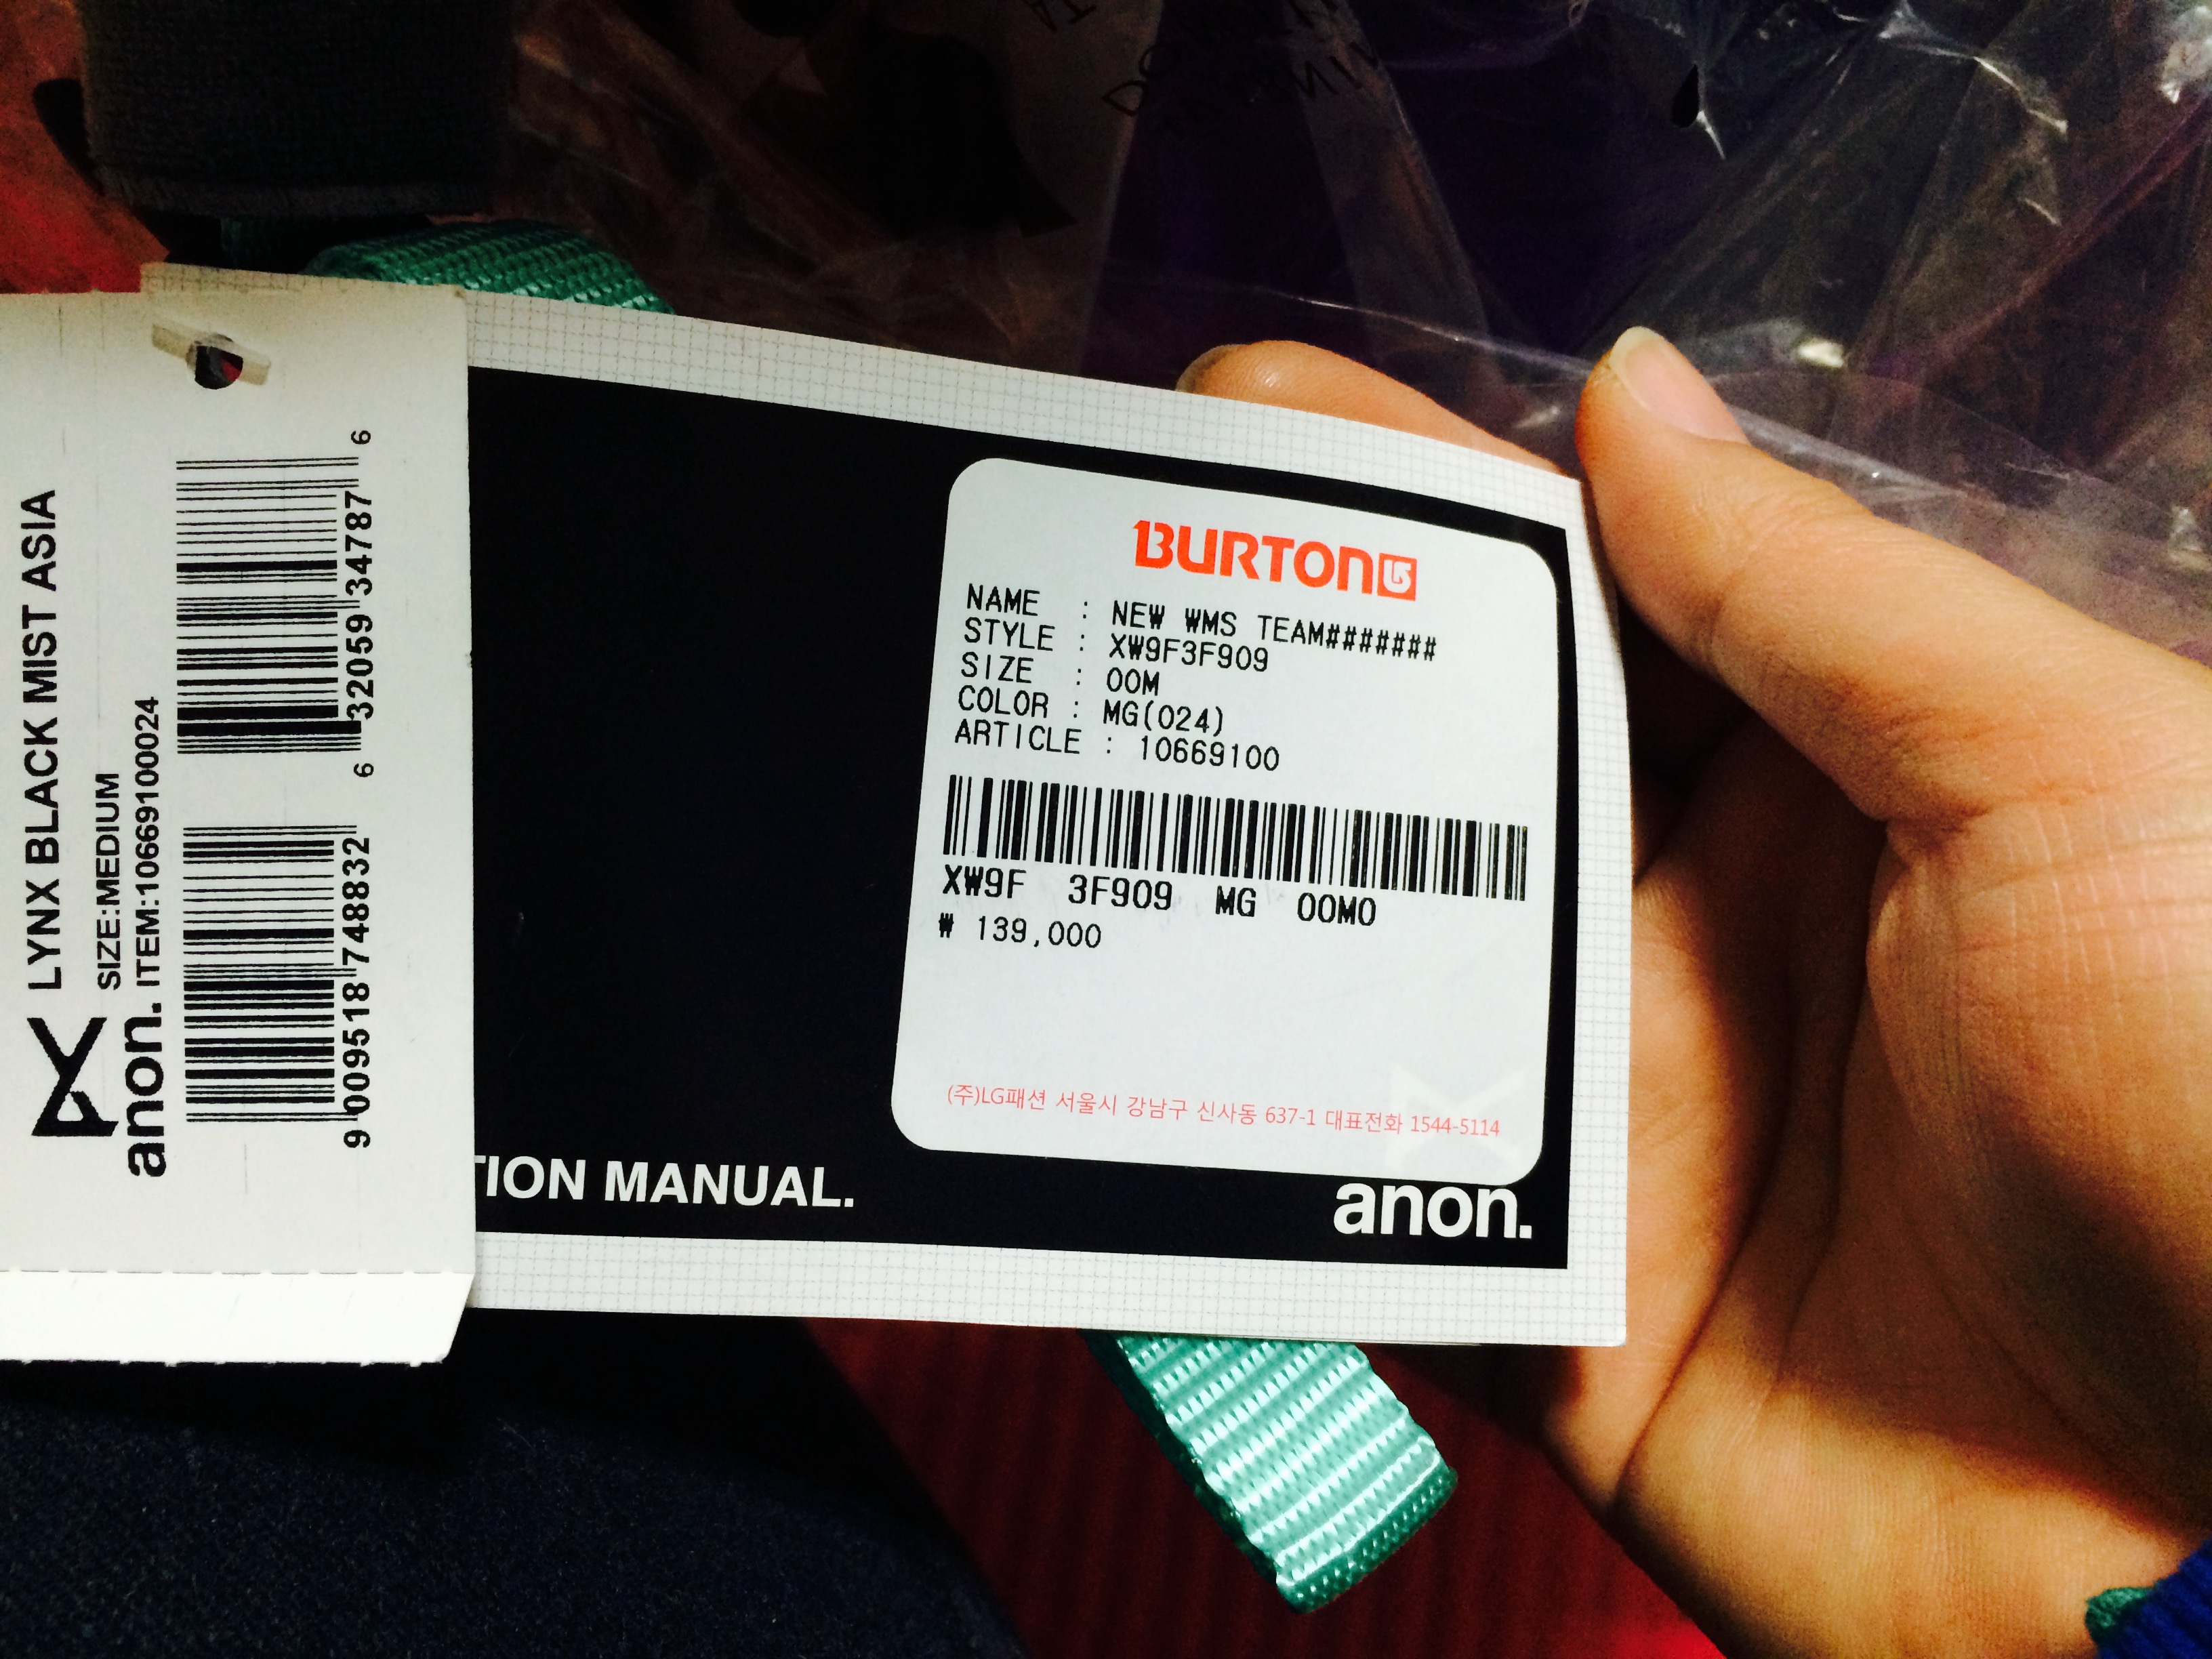 LYNX BLACK MIST ASIA
SIZE:MEDIUM
anon. ITEM:10669100024
6 32059 34787 6
9 009518 748832
BURTON
NAME : NEW WMS TEAM#######
STYLE : XW9F3F909
SIZE : 00M
COLOR : MG(024)
ARTICLE : 10669100
XW9F 3F909 MG 00M0
₩ 139,000
(주)LG패션 서울시 강남구 신사동 637-1 대표전화 1544-5114
TION MANUAL.
anon.